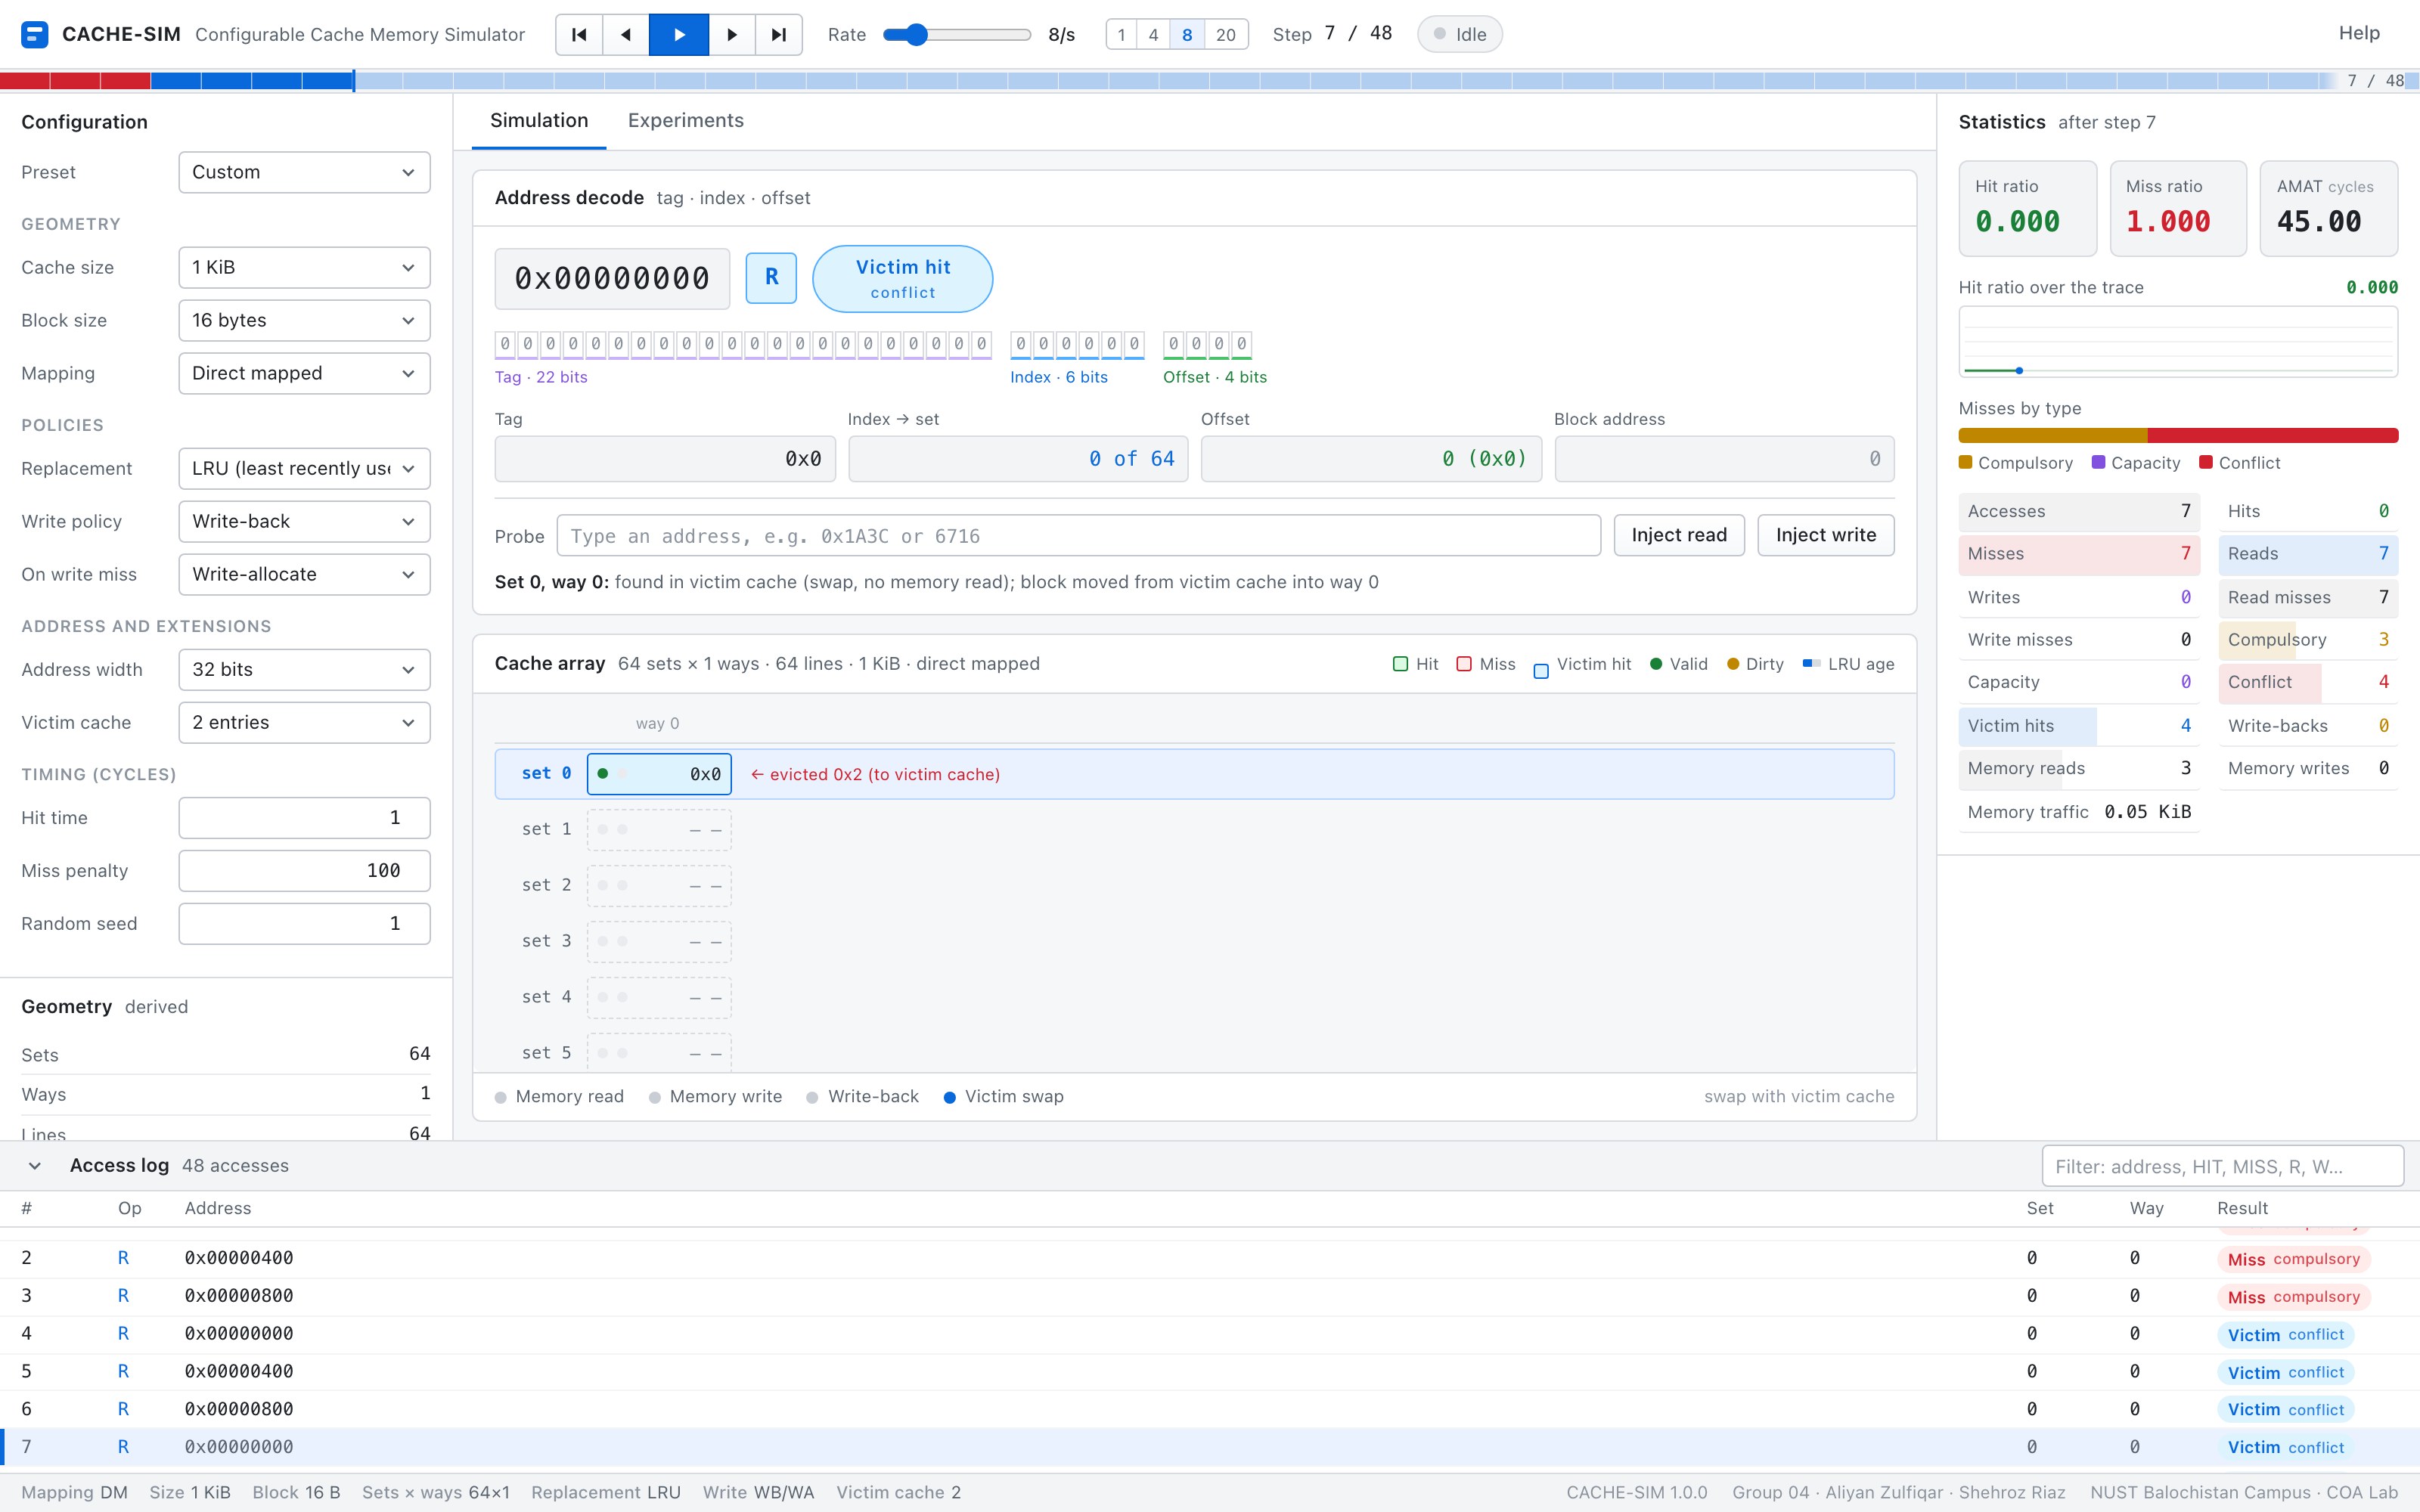 CACHE-SIM Configurable Cache Memory Simulator Rate 8/s 1 4 8 20 Step 7 / 48 Idle Help
7 / 48
Configuration
Preset Custom
GEOMETRY
Cache size 1 KiB
Block size 16 bytes
Mapping Direct mapped
POLICIES
Replacement LRU (least recently use
Write policy Write-back
On write miss Write-allocate
ADDRESS AND EXTENSIONS
Address width 32 bits
Victim cache 2 entries
TIMING (CYCLES)
Hit time 1
Miss penalty 100
Random seed 1
Geometry derived
Sets 64
Ways 1
Lines 64
Simulation Experiments
Address decode tag · index · offset
0x00000000 R Victim hit
conflict
0 0 0 0 0 0 0 0 0 0 0 0 0 0 0 0 0 0 0 0 0 0 0 0 0 0 0 0 0 0 0 0
Tag · 22 bits Index · 6 bits Offset · 4 bits
Tag Index → set Offset Block address
0x0 0 of 64 0 (0x0) 0
Probe Type an address, e.g. 0x1A3C or 6716 Inject read Inject write
Set 0, way 0: found in victim cache (swap, no memory read); block moved from victim cache into way 0
Cache array 64 sets × 1 ways · 64 lines · 1 KiB · direct mapped Hit Miss Victim hit Valid Dirty LRU age
way 0
set 0 0x0 ← evicted 0x2 (to victim cache)
set 1 — —
set 2 — —
set 3 — —
set 4 — —
set 5 — —
Memory read Memory write Write-back Victim swap swap with victim cache
Statistics after step 7
Hit ratio Miss ratio AMAT cycles
0.000 1.000 45.00
Hit ratio over the trace 0.000
Misses by type
Compulsory Capacity Conflict
Accesses 7 Hits 0
Misses 7 Reads 7
Writes 0 Read misses 7
Write misses 0 Compulsory 3
Capacity 0 Conflict 4
Victim hits 4 Write-backs 0
Memory reads 3 Memory writes 0
Memory traffic 0.05 KiB
Access log 48 accesses Filter: address, HIT, MISS, R, W...
# Op Address Set Way Result
2 R 0x00000400 0 0 Miss compulsory
3 R 0x00000800 0 0 Miss compulsory
4 R 0x00000000 0 0 Victim conflict
5 R 0x00000400 0 0 Victim conflict
6 R 0x00000800 0 0 Victim conflict
7 R 0x00000000 0 0 Victim conflict
Mapping DM Size 1 KiB Block 16 B Sets × ways 64×1 Replacement LRU Write WB/WA Victim cache 2 CACHE-SIM 1.0.0 Group 04 · Aliyan Zulfiqar · Shehroz Riaz NUST Balochistan Campus · COA Lab